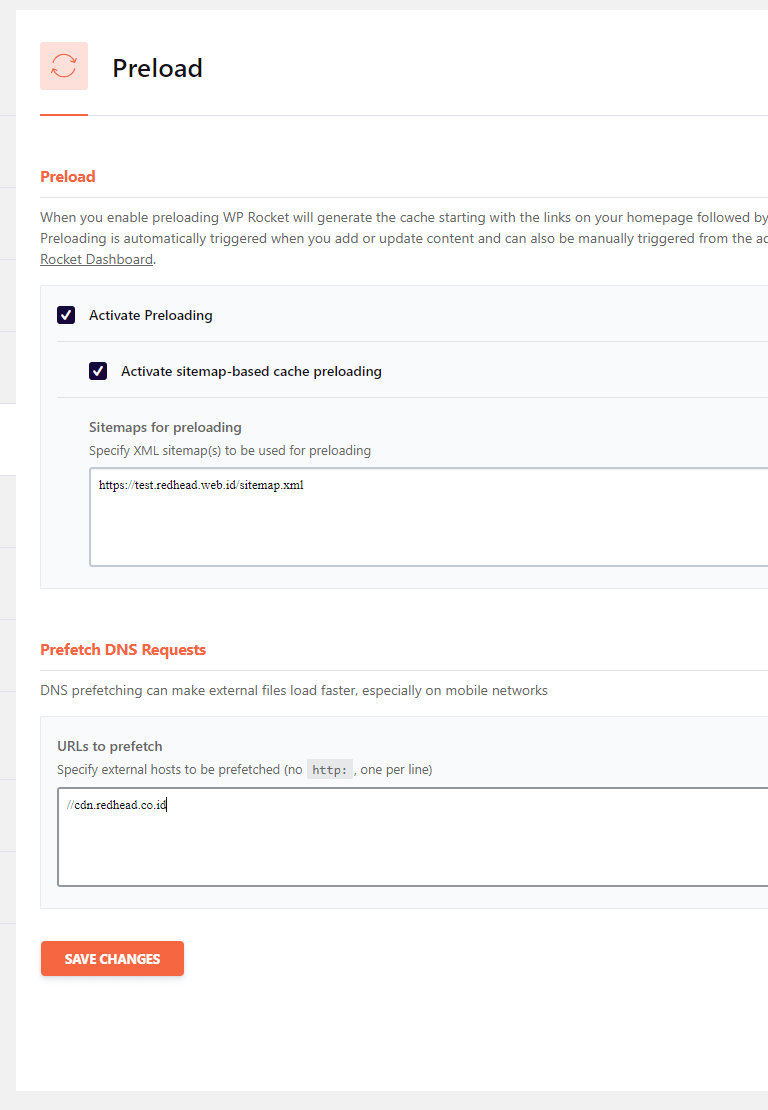 Preload
Preload
When you enable preloading WP Rocket will generate the cache starting with the links on your homepage followed by
Preloading is automatically triggered when you add or update content and can also be manually triggered from the
Rocket Dashboard.
Activate Preloading
Activate sitemap-based cache preloading
Sitemaps for preloading
Specify XML sitemap(s) to be used for preloading
https://test.redhead.web.id/sitemap.xml
Prefetch DNS Requests
DNS prefetching can make external files load faster, especially on mobile networks
URLs to prefetch
Specify external hosts to be prefetched (no http:, one per line)
//cdn.redhead.co.id
SAVE CHANGES